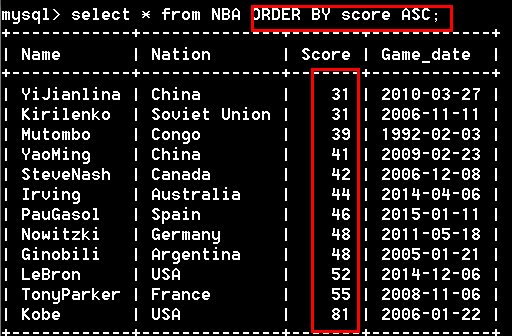 mysql> select * from NBA ORDER BY score ASC;
+------------+--------------+-------+------------+
| Name       | Nation       | Score | Game_date  |
+------------+--------------+-------+------------+
| YiJianlina | China        |    31 | 2010-03-27 |
| Kirilenko  | Soviet Union |    31 | 2006-11-11 |
| Mutombo    | Congo        |    39 | 1992-02-03 |
| YaoMing    | China        |    41 | 2009-02-23 |
| SteveNash  | Canada       |    42 | 2006-12-08 |
| Irving     | Australia    |    44 | 2014-04-06 |
| PauGasol   | Spain        |    46 | 2015-01-11 |
| Nowitzki   | Germany      |    48 | 2011-05-18 |
| Ginobili   | Argentina    |    48 | 2005-01-21 |
| LeBron     | USA          |    52 | 2014-12-06 |
| TonyParker | France       |    55 | 2008-11-06 |
| Kobe       | USA          |    81 | 2006-01-22 |
+------------+--------------+-------+------------+